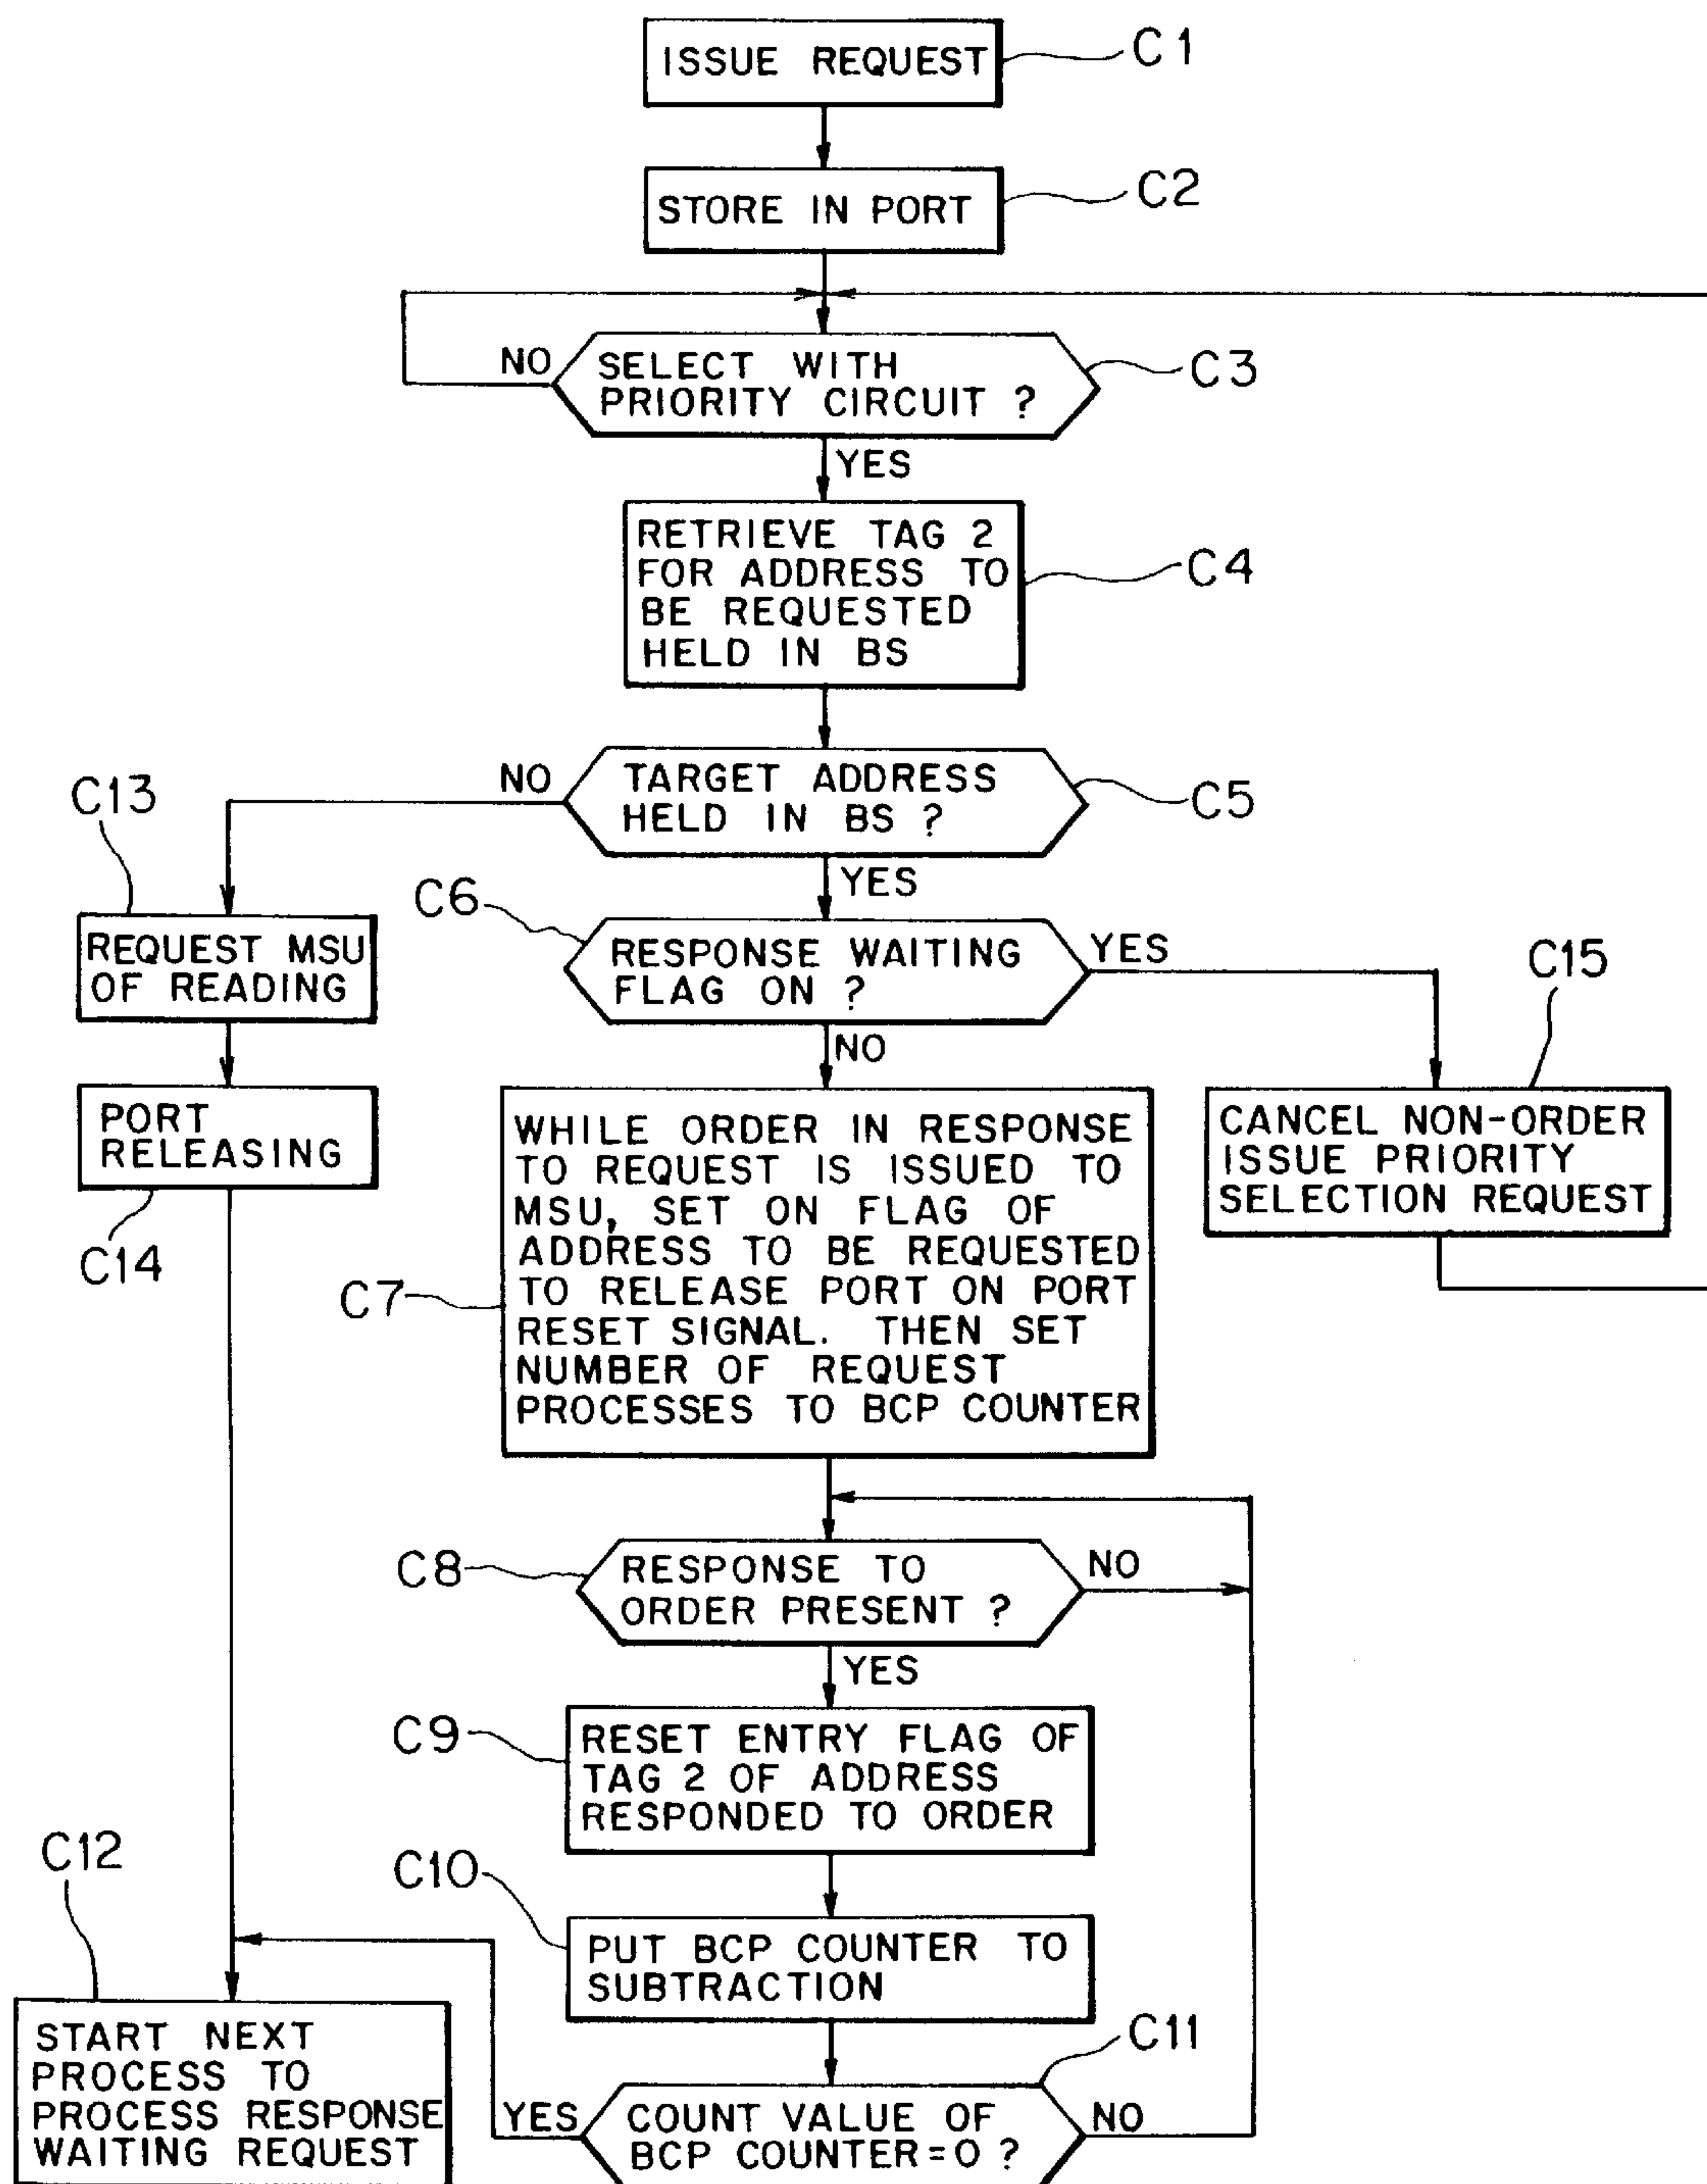 ISSUE REQUEST
C1
STORE IN PORT
C2
NO
SELECT WITH
PRIORITY CIRCUIT ?
C3
YES
RETRIEVE TAG 2
FOR ADDRESS TO
BE REQUESTED
HELD IN BS
C4
NO
TARGET ADDRESS
HELD IN BS ?
C5
C13
YES
C6
RESPONSE WAITING
FLAG ON ?
YES
C15
REQUEST MSU
OF READING
NO
PORT
RELEASING
C14
WHILE ORDER IN RESPONSE
TO REQUEST IS ISSUED TO
MSU, SET ON FLAG OF
ADDRESS TO BE REQUESTED
TO RELEASE PORT ON PORT
RESET SIGNAL. THEN SET
NUMBER OF REQUEST
PROCESSES TO BCP COUNTER
C7
CANCEL NON-ORDER
ISSUE PRIORITY
SELECTION REQUEST
C8
RESPONSE TO
ORDER PRESENT ?
NO
YES
C9
RESET ENTRY FLAG OF
TAG 2 OF ADDRESS
RESPONDED TO ORDER
C12
C10
PUT BCP COUNTER TO
SUBTRACTION
C11
START NEXT
PROCESS TO
PROCESS RESPONSE
WAITING REQUEST
YES
COUNT VALUE OF
BCP COUNTER=0 ?
NO